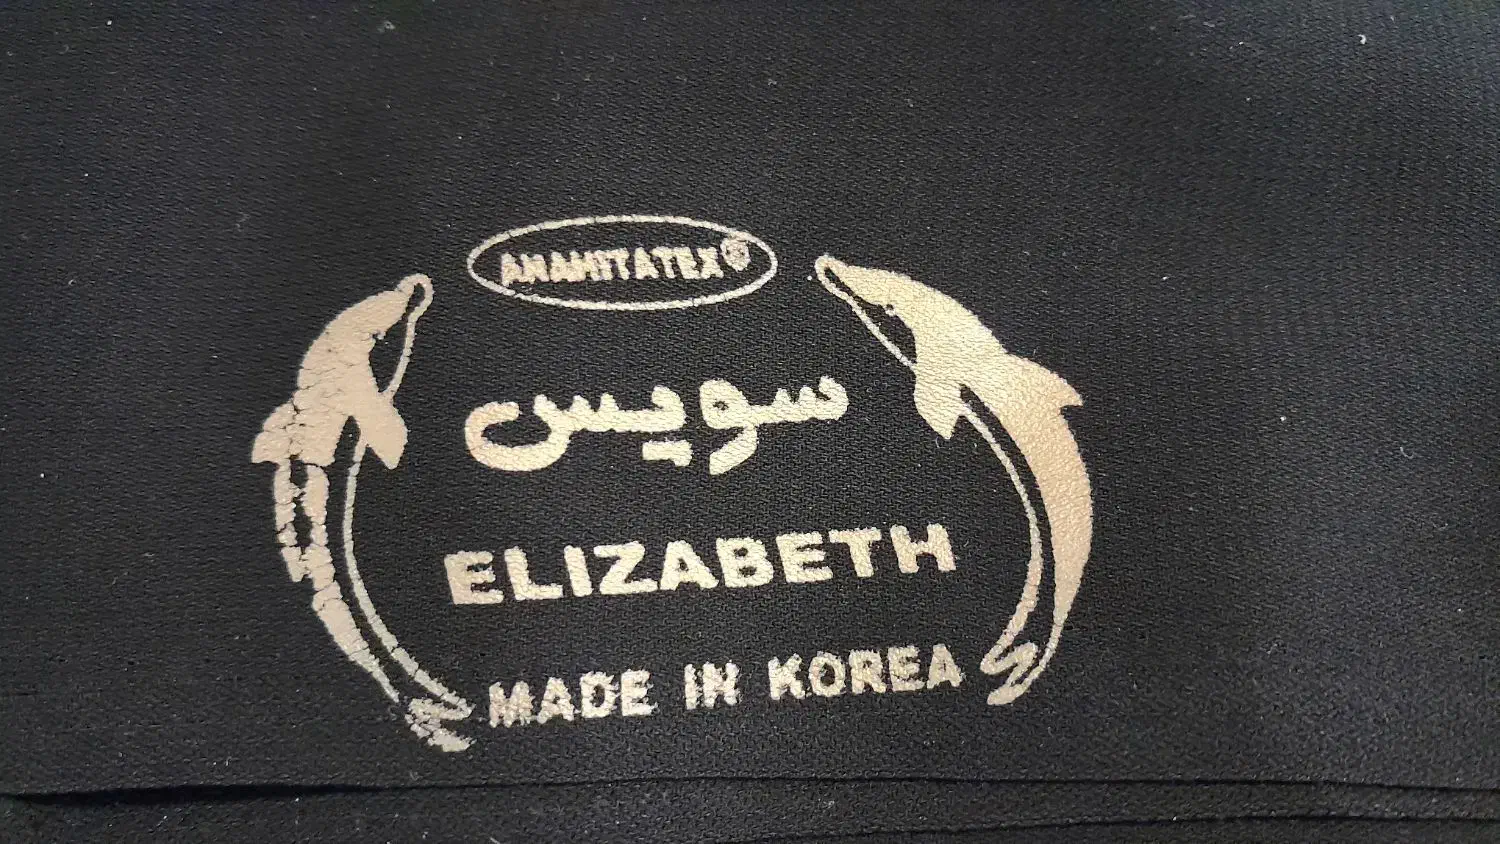 ANAHITATEX®
سویس
ELIZABETH
MADE IN KOREA